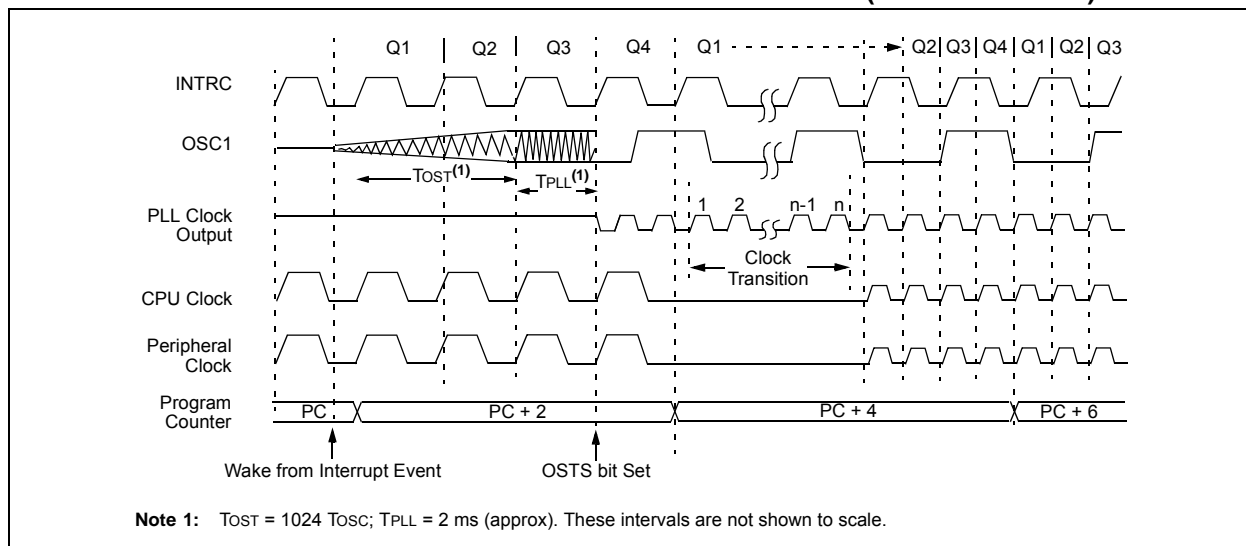 Q1 Q2 Q3 Q4 Q1 Q2 Q3 Q4 Q1 Q2 Q3
INTRC
OSC1
TOST(1) TPLL(1)
PLL Clock
Output
1 2 n-1 n
Clock
Transition
CPU Clock
Peripheral
Clock
Program
Counter
PC PC + 2 PC + 4 PC + 6
Wake from Interrupt Event OSTS bit Set
Note 1: TOST = 1024 TOSC; TPLL = 2 ms (approx). These intervals are not shown to scale.